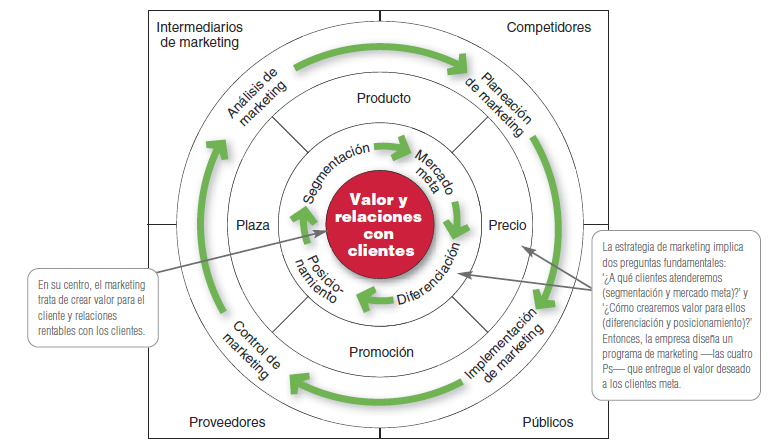 Intermediarios
de marketing
Competidores
Análisis de
marketing
Planeación
de marketing
Producto
Segmentación
Mercado
meta
Valor y
relaciones
con
clientes
Plaza
Precio
Posicio-
namiento
Diferenciación
Promoción
Control de
marketing
Implementación
de marketing
Proveedores
Públicos
En su centro, el marketing
trata de crear valor para el
cliente y relaciones
rentables con los clientes.
La estrategia de marketing implica
dos preguntas fundamentales:
'¿A qué clientes atenderemos
(segmentación y mercado meta)?' y
'¿Cómo crearemos valor para ellos
(diferenciación y posicionamiento)?'
Entonces, la empresa diseña un
programa de marketing —las cuatro
Ps— que entregue el valor deseado
a los clientes meta.